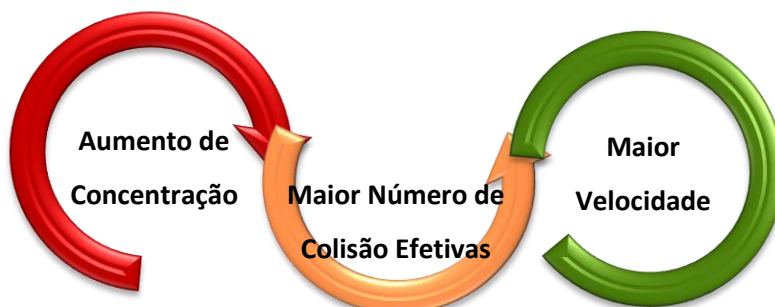 Aumento de
Concentração
Maior Número de
Colisão Efetivas
Maior
Velocidade